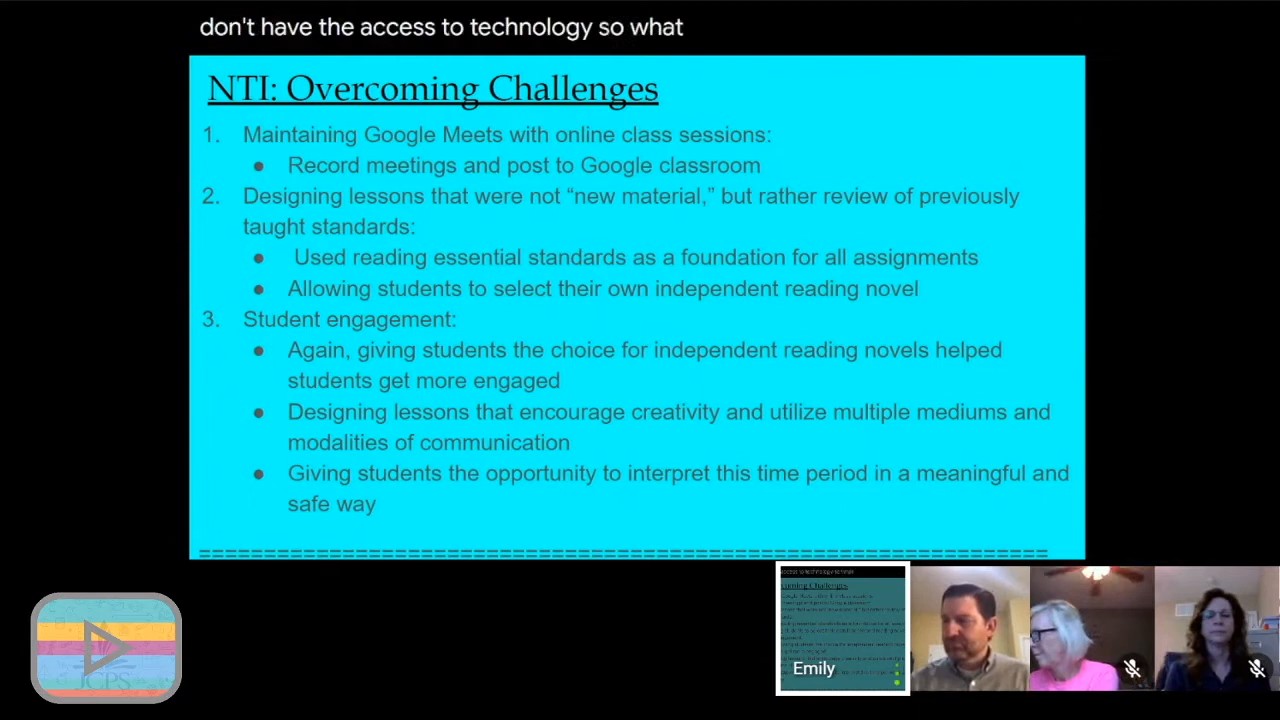 don't have the access to technology so what
NTI: Overcoming Challenges
1. Maintaining Google Meets with online class sessions:
● Record meetings and post to Google classroom
2. Designing lessons that were not “new material,” but rather review of previously
taught standards:
● Used reading essential standards as a foundation for all assignments
● Allowing students to select their own independent reading novel
3. Student engagement:
● Again, giving students the choice for independent reading novels helped
students get more engaged
● Designing lessons that encourage creativity and utilize multiple mediums and
modalities of communication
● Giving students the opportunity to interpret this time period in a meaningful and
safe way
Emily
JCPS